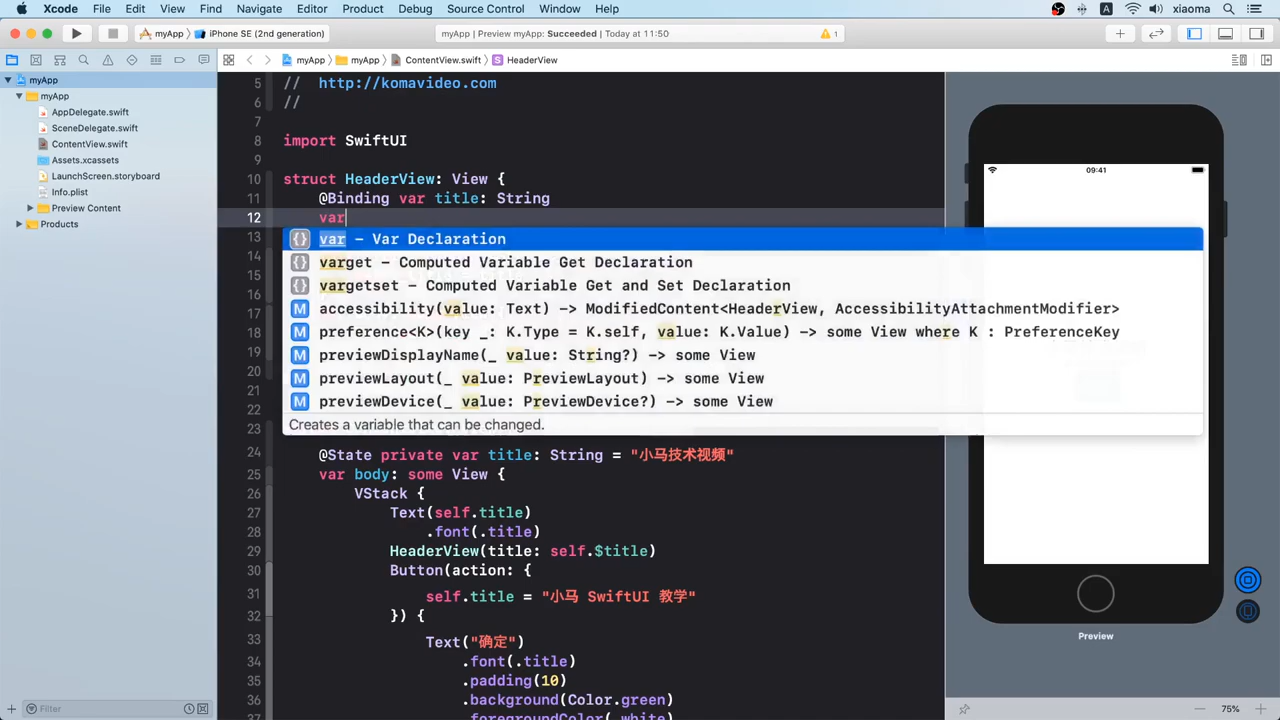 Xcode File Edit View Find Navigate Editor Product Debug Source Control Window Help A xiaoma
myApp iPhone SE (2nd generation) myApp | Preview myApp: Succeeded | Today at 11:50 1
myApp myApp ContentView.swift S HeaderView
myApp
myApp
AppDelegate.swift
SceneDelegate.swift
ContentView.swift
Assets.xcassets
LaunchScreen.storyboard
Info.plist
Preview Content
Products
Filter
5 // http://komavideo.com
6 //
7
8 import SwiftUI
9
10 struct HeaderView: View {
11 @Binding var title: String
12 var
13 {} var – Var Declaration
14 {} varget – Computed Variable Get Declaration
15 {} vargetset – Computed Variable Get and Set Declaration
16 M accessibility(value: Text) –> ModifiedContent<HeaderView, AccessibilityAttachmentModifier>
17
18 M preference<K>(key _: K.Type = K.self, value: K.Value) –> some View where K : PreferenceKey
19 M previewDisplayName(_ value: String?) –> some View
20 M previewLayout(_ value: PreviewLayout) –> some View
21
22 M previewDevice(_ value: PreviewDevice?) –> some View
23 Creates a variable that can be changed.
24 @State private var title: String = "小马技术视频"
25 var body: some View {
26 VStack {
27 Text(self.title)
28 .font(.title)
29 HeaderView(title: self.$title)
30 Button(action: {
31 self.title = "小马 SwiftUI 教学"
32 }) {
33 Text("确定")
34 .font(.title)
35 .padding(10)
36 .background(Color.green)
37 .foregroundColor(.white)
09:41
Preview
75%